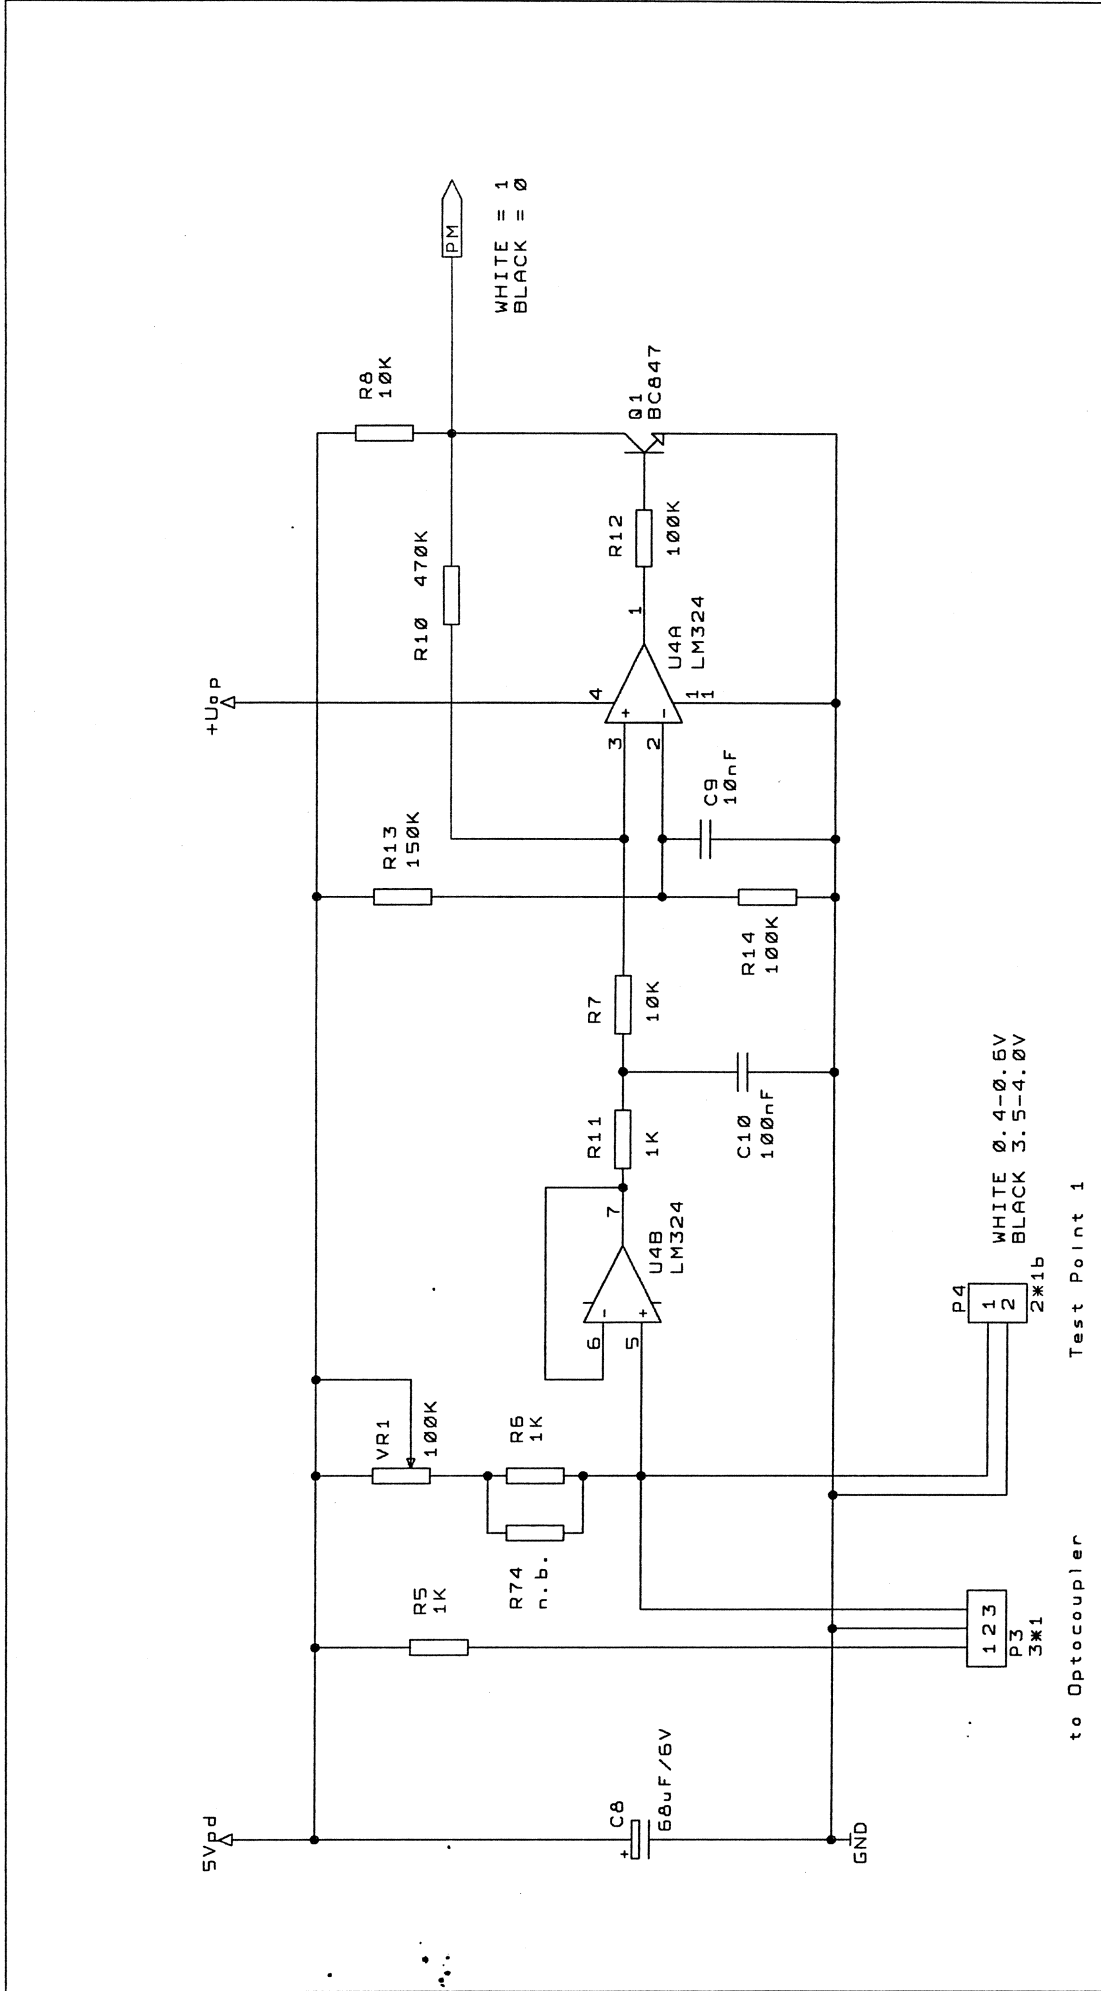 5Vpd
+UoP
R5
1K
R74
n.b.
VR1
100K
R6
1K
R13
150K
R10 470K
R8
10K
PM
WHITE = 1
BLACK = 0
C8
+
68uF/6V
6
5
-
+
7
U4B
LM324
R11
1K
C10
100nF
R7
10K
R14
100K
C9
10nF
3
2
+
-
4
11
1
U4A
LM324
R12
100K
Q1
BC847
GND
1 2 3
P3
3*1
to Optocoupler
P4
1
2
2*1b
WHITE 0.4-0.6V
BLACK 3.5-4.0V
Test Point 1